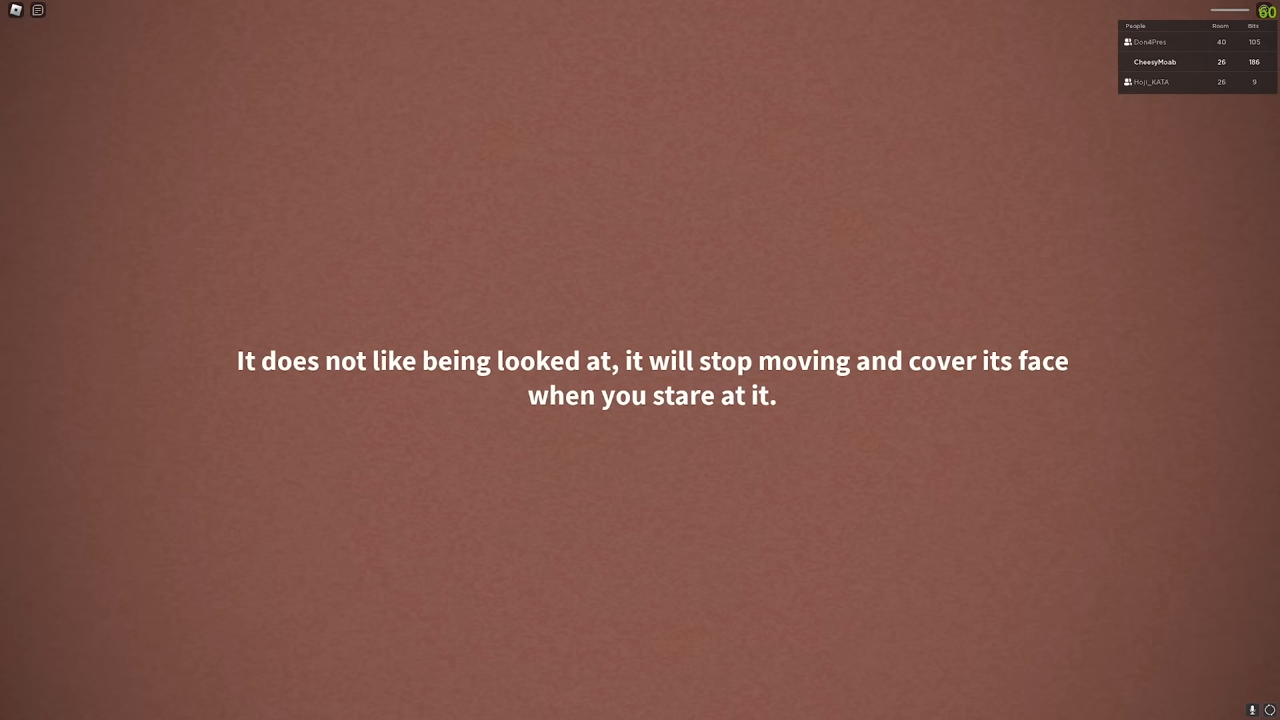 60
People Room Bits
Don4Pres 40 105
CheesyMoab 26 186
Hoji_KATA 26 9
It does not like being looked at, it will stop moving and cover its face
when you stare at it.